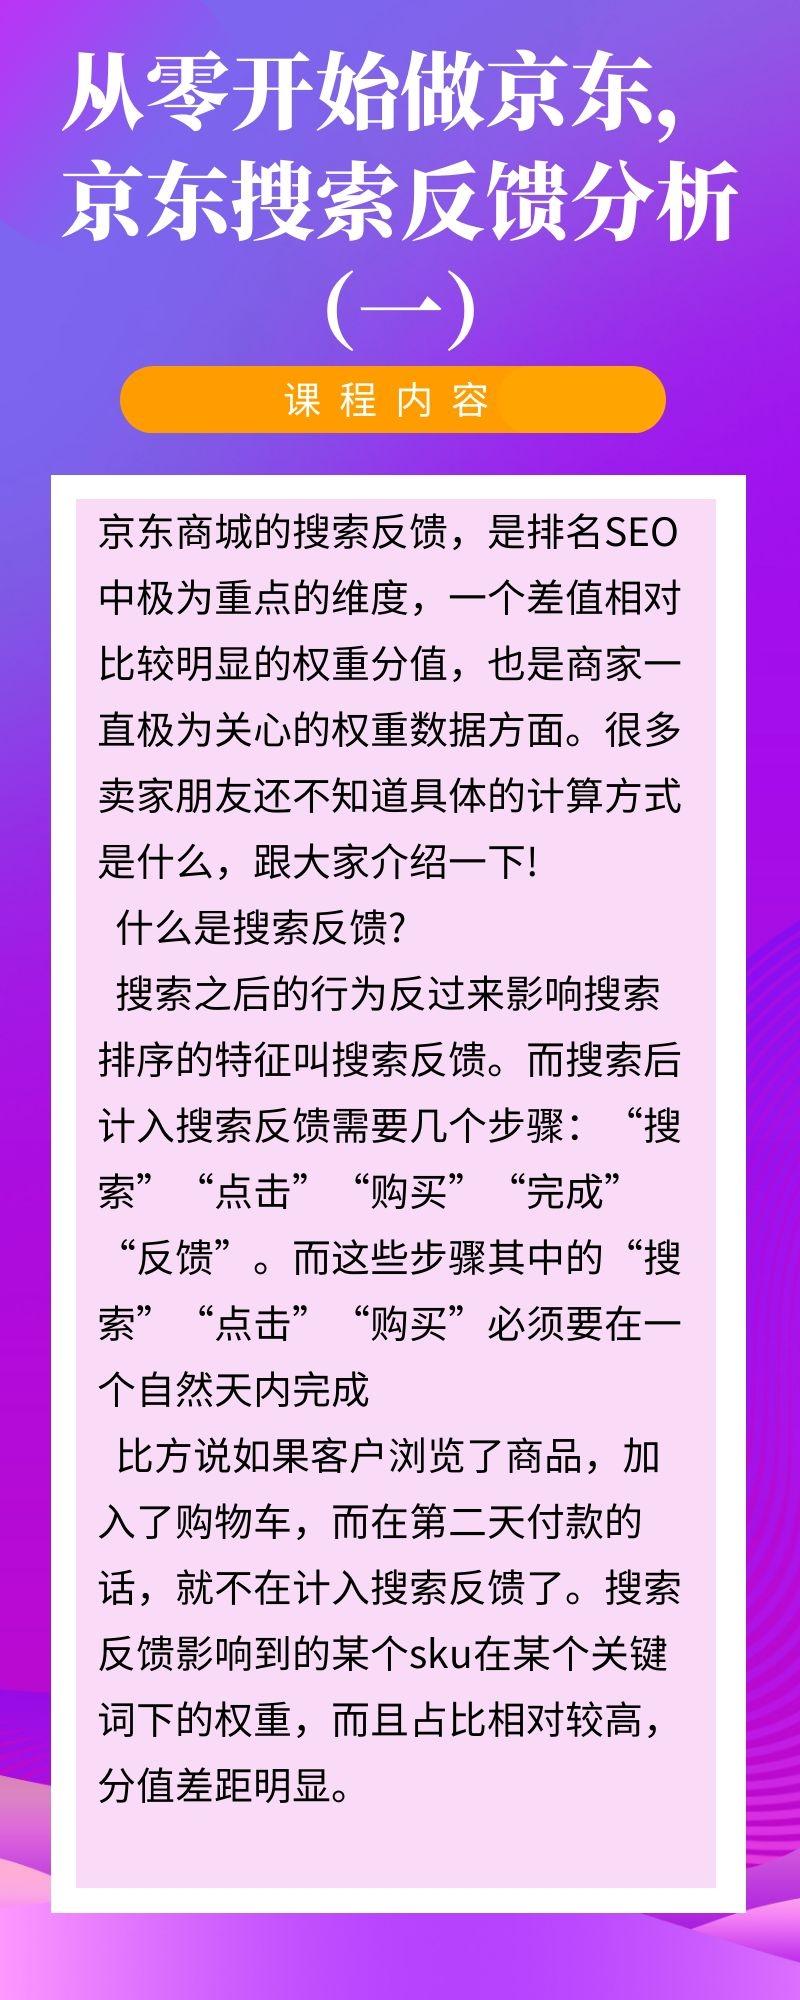 从零开始做京东，
京东搜索反馈分析
（一）
课程内容
京东商城的搜索反馈，是排名SEO
中极为重点的维度，一个差值相对
比较明显的权重分值，也是商家一
直极为关心的权重数据方面。很多
卖家朋友还不知道具体的计算方式
是什么，跟大家介绍一下!
什么是搜索反馈?
搜索之后的行为反过来影响搜索
排序的特征叫搜索反馈。而搜索后
计入搜索反馈需要几个步骤：“搜
索”“点击”“购买”“完成”
“反馈”。而这些步骤其中的“搜
索”“点击”“购买”必须要在一
个自然天内完成
比方说如果客户浏览了商品，加
入了购物车，而在第二天付款的
话，就不在计入搜索反馈了。搜索
反馈影响到的某个sku在某个关键
词下的权重，而且占比相对较高，
分值差距明显。